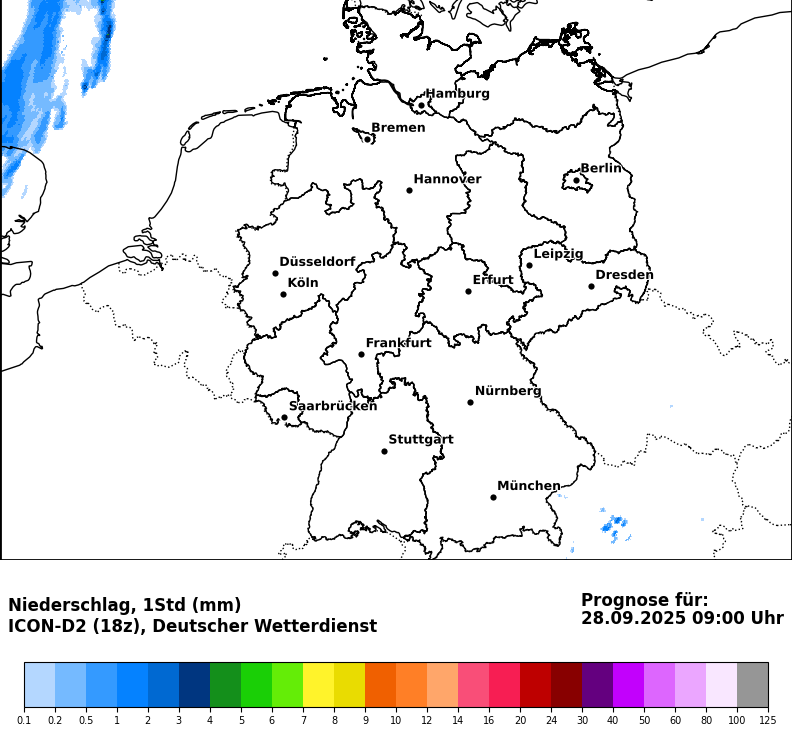 Hamburg
Bremen
Hannover
Berlin
Düsseldorf
Köln
Leipzig
Dresden
Erfurt
Frankfurt
Saarbrücken
Nürnberg
Stuttgart
München
Niederschlag, 1Std (mm)
ICON-D2 (18z), Deutscher Wetterdienst
Prognose für:
28.09.2025 09:00 Uhr
0.1 0.2 0.5 1 2 3 4 5 6 7 8 9 10 12 14 16 20 24 30 40 50 60 80 100 125